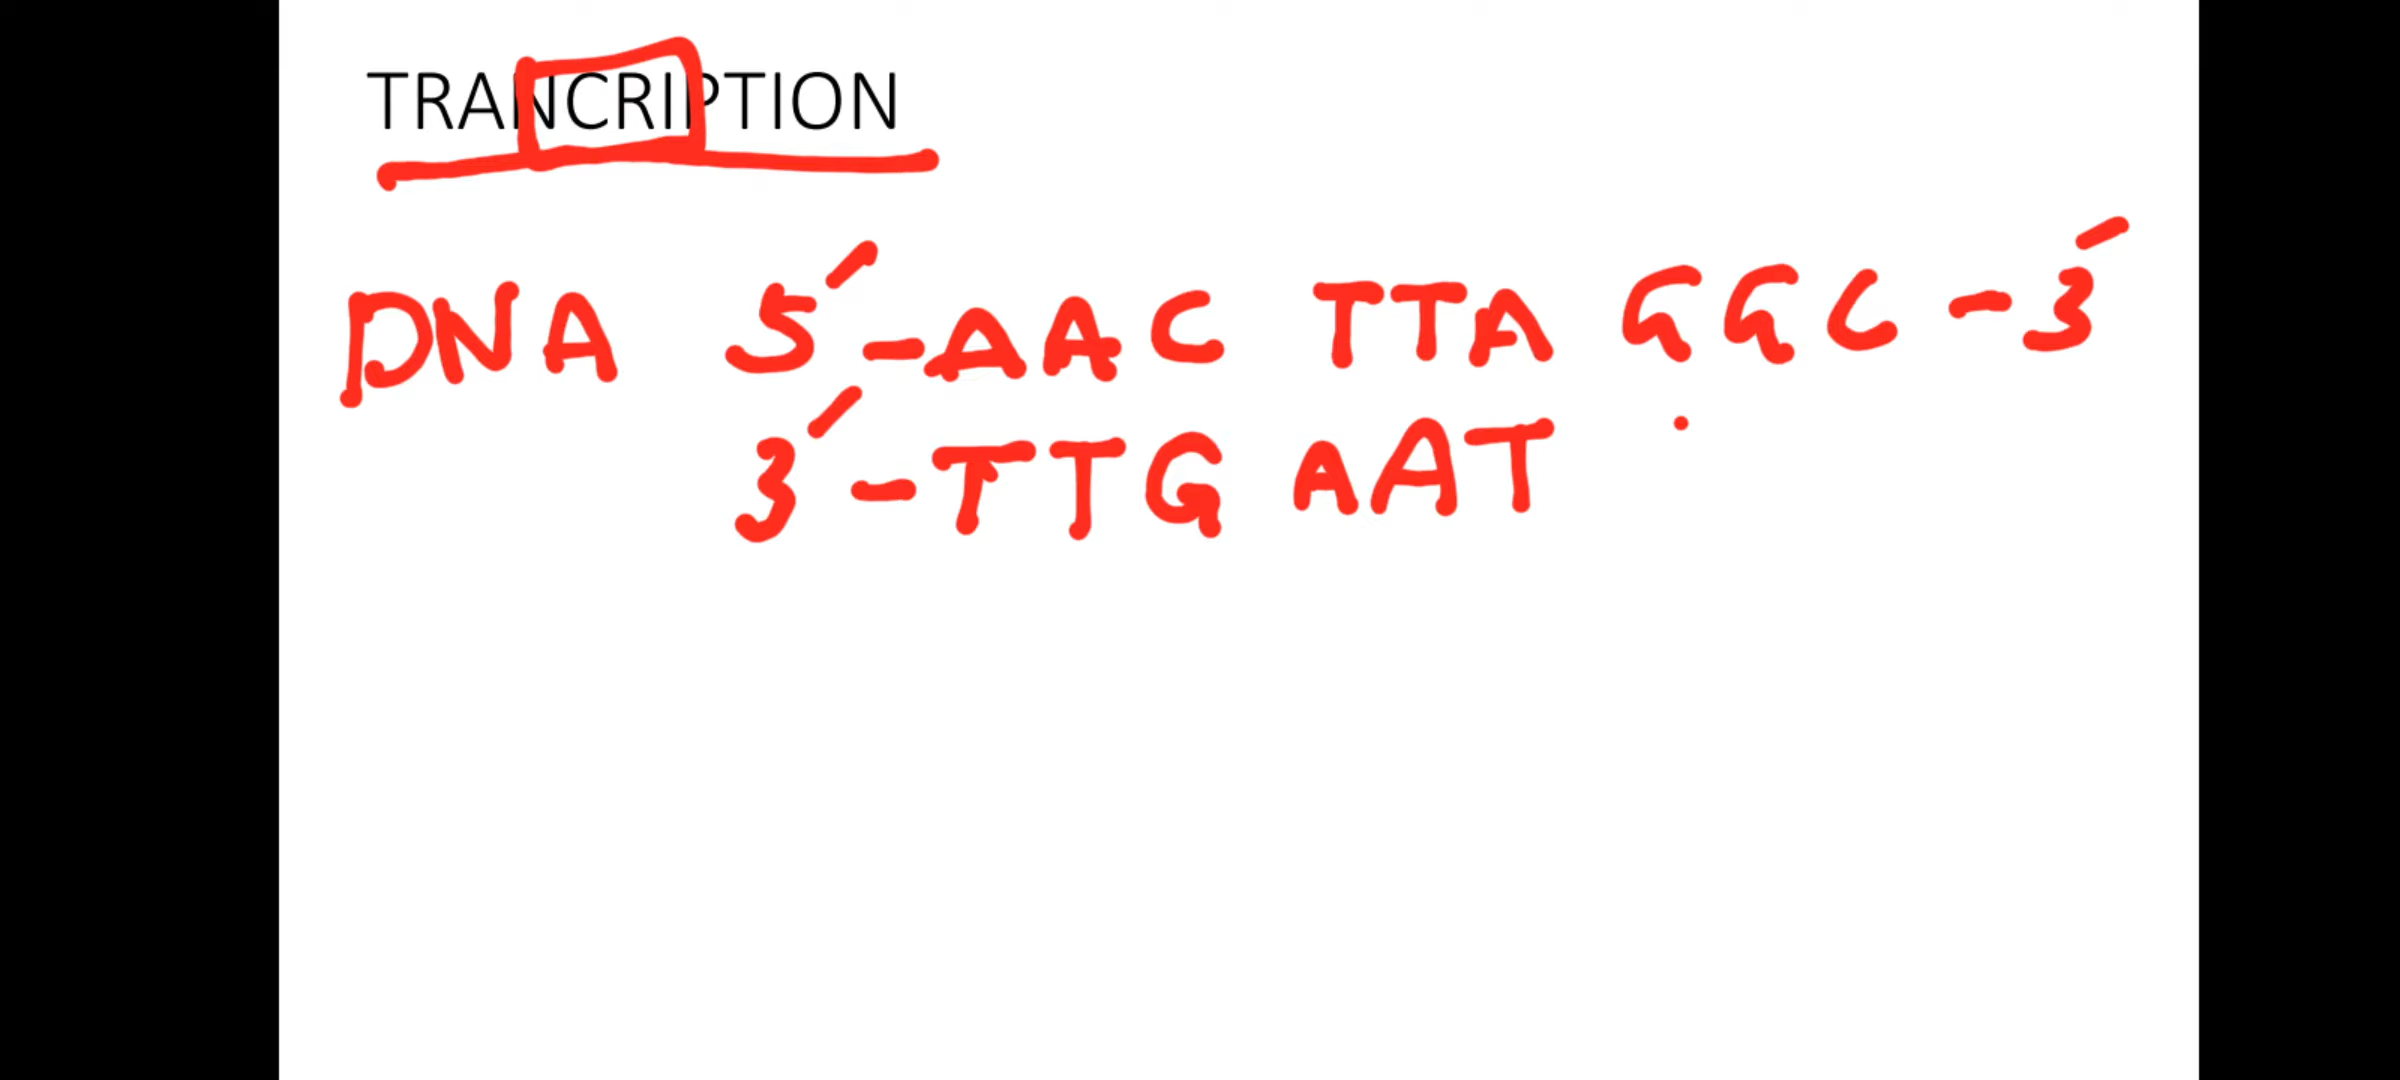 TRANCRIPTION
DNA 5'-AAC TTA GGC-3'
3'-TTG AAT